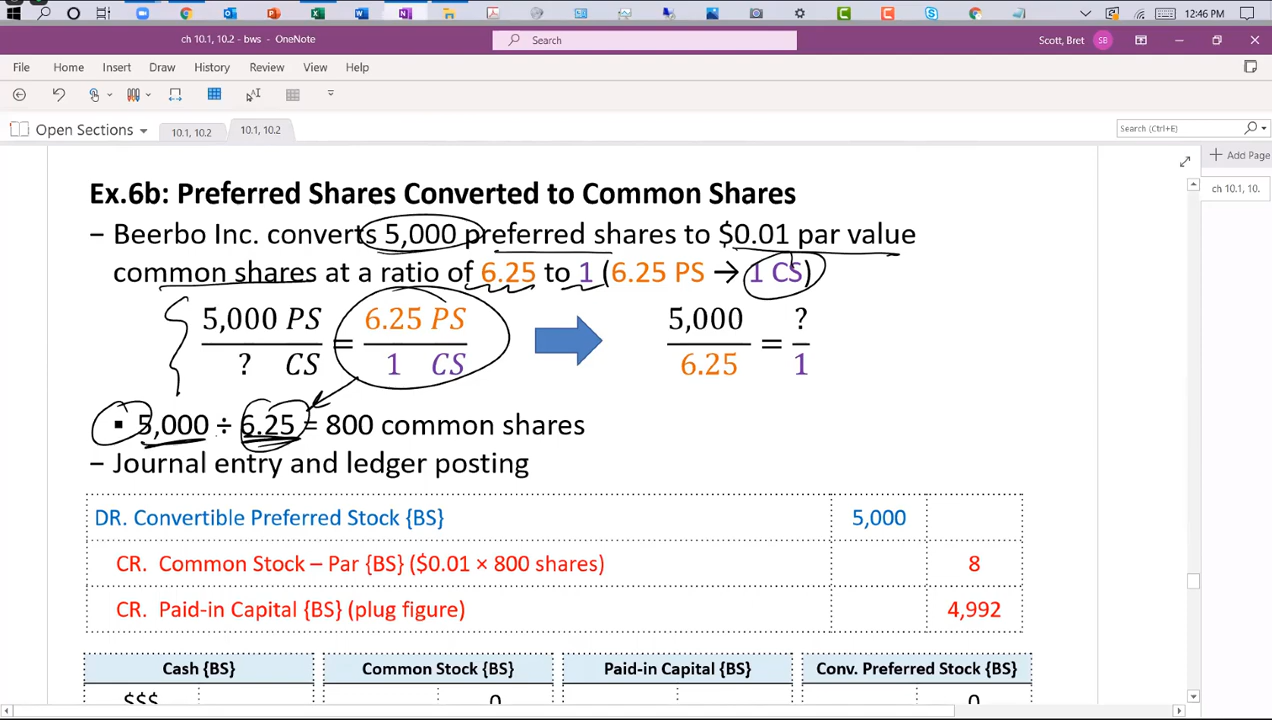 12:46 PM
ch 10.1, 10.2 - bws - OneNote
Search
Scott, Bret SB
File Home Insert Draw History Review View Help
Open Sections 10.1, 10.2 10.1, 10.2
Search (Ctrl+E)
Add Page
ch 10.1, 10.
Ex.6b: Preferred Shares Converted to Common Shares
− Beerbo Inc. converts 5,000 preferred shares to $0.01 par value
common shares at a ratio of 6.25 to 1 (6.25 PS → 1 CS)
5,000 PS = 6.25 PS 5,000 = ?
? CS 1 CS 6.25 1
▪ 5,000 ÷ 6.25 = 800 common shares
− Journal entry and ledger posting
DR. Convertible Preferred Stock {BS} 5,000
CR. Common Stock – Par {BS} ($0.01 × 800 shares) 8
CR. Paid-in Capital {BS} (plug figure) 4,992
Cash {BS} Common Stock {BS} Paid-in Capital {BS} Conv. Preferred Stock {BS}
$$$ 0 0